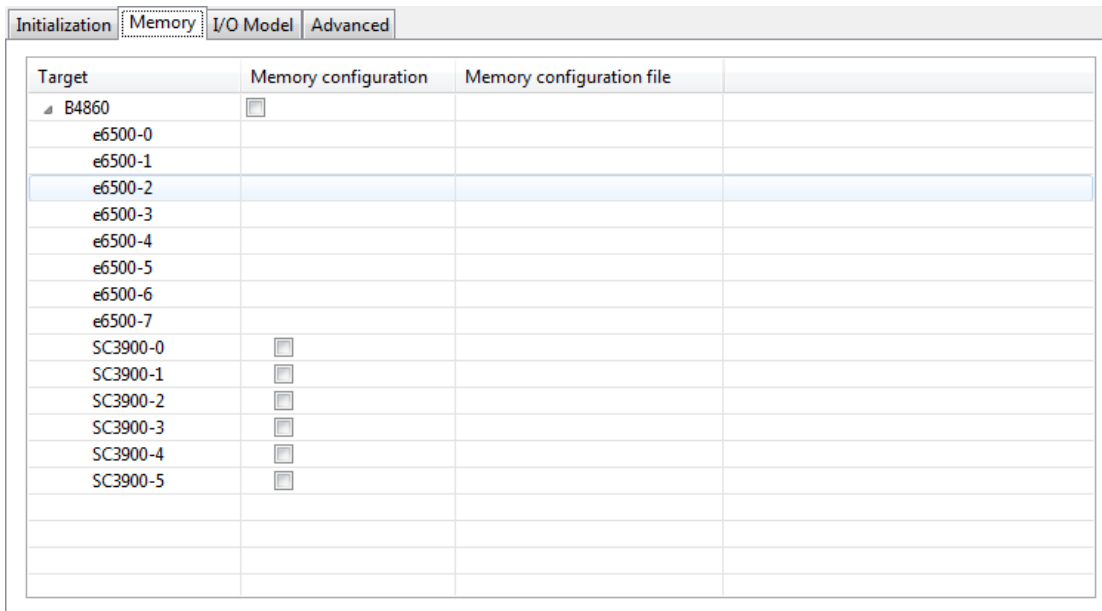 Initialization Memory I/O Model Advanced
Target Memory configuration Memory configuration file
B4860
e6500-0
e6500-1
e6500-2
e6500-3
e6500-4
e6500-5
e6500-6
e6500-7
SC3900-0
SC3900-1
SC3900-2
SC3900-3
SC3900-4
SC3900-5